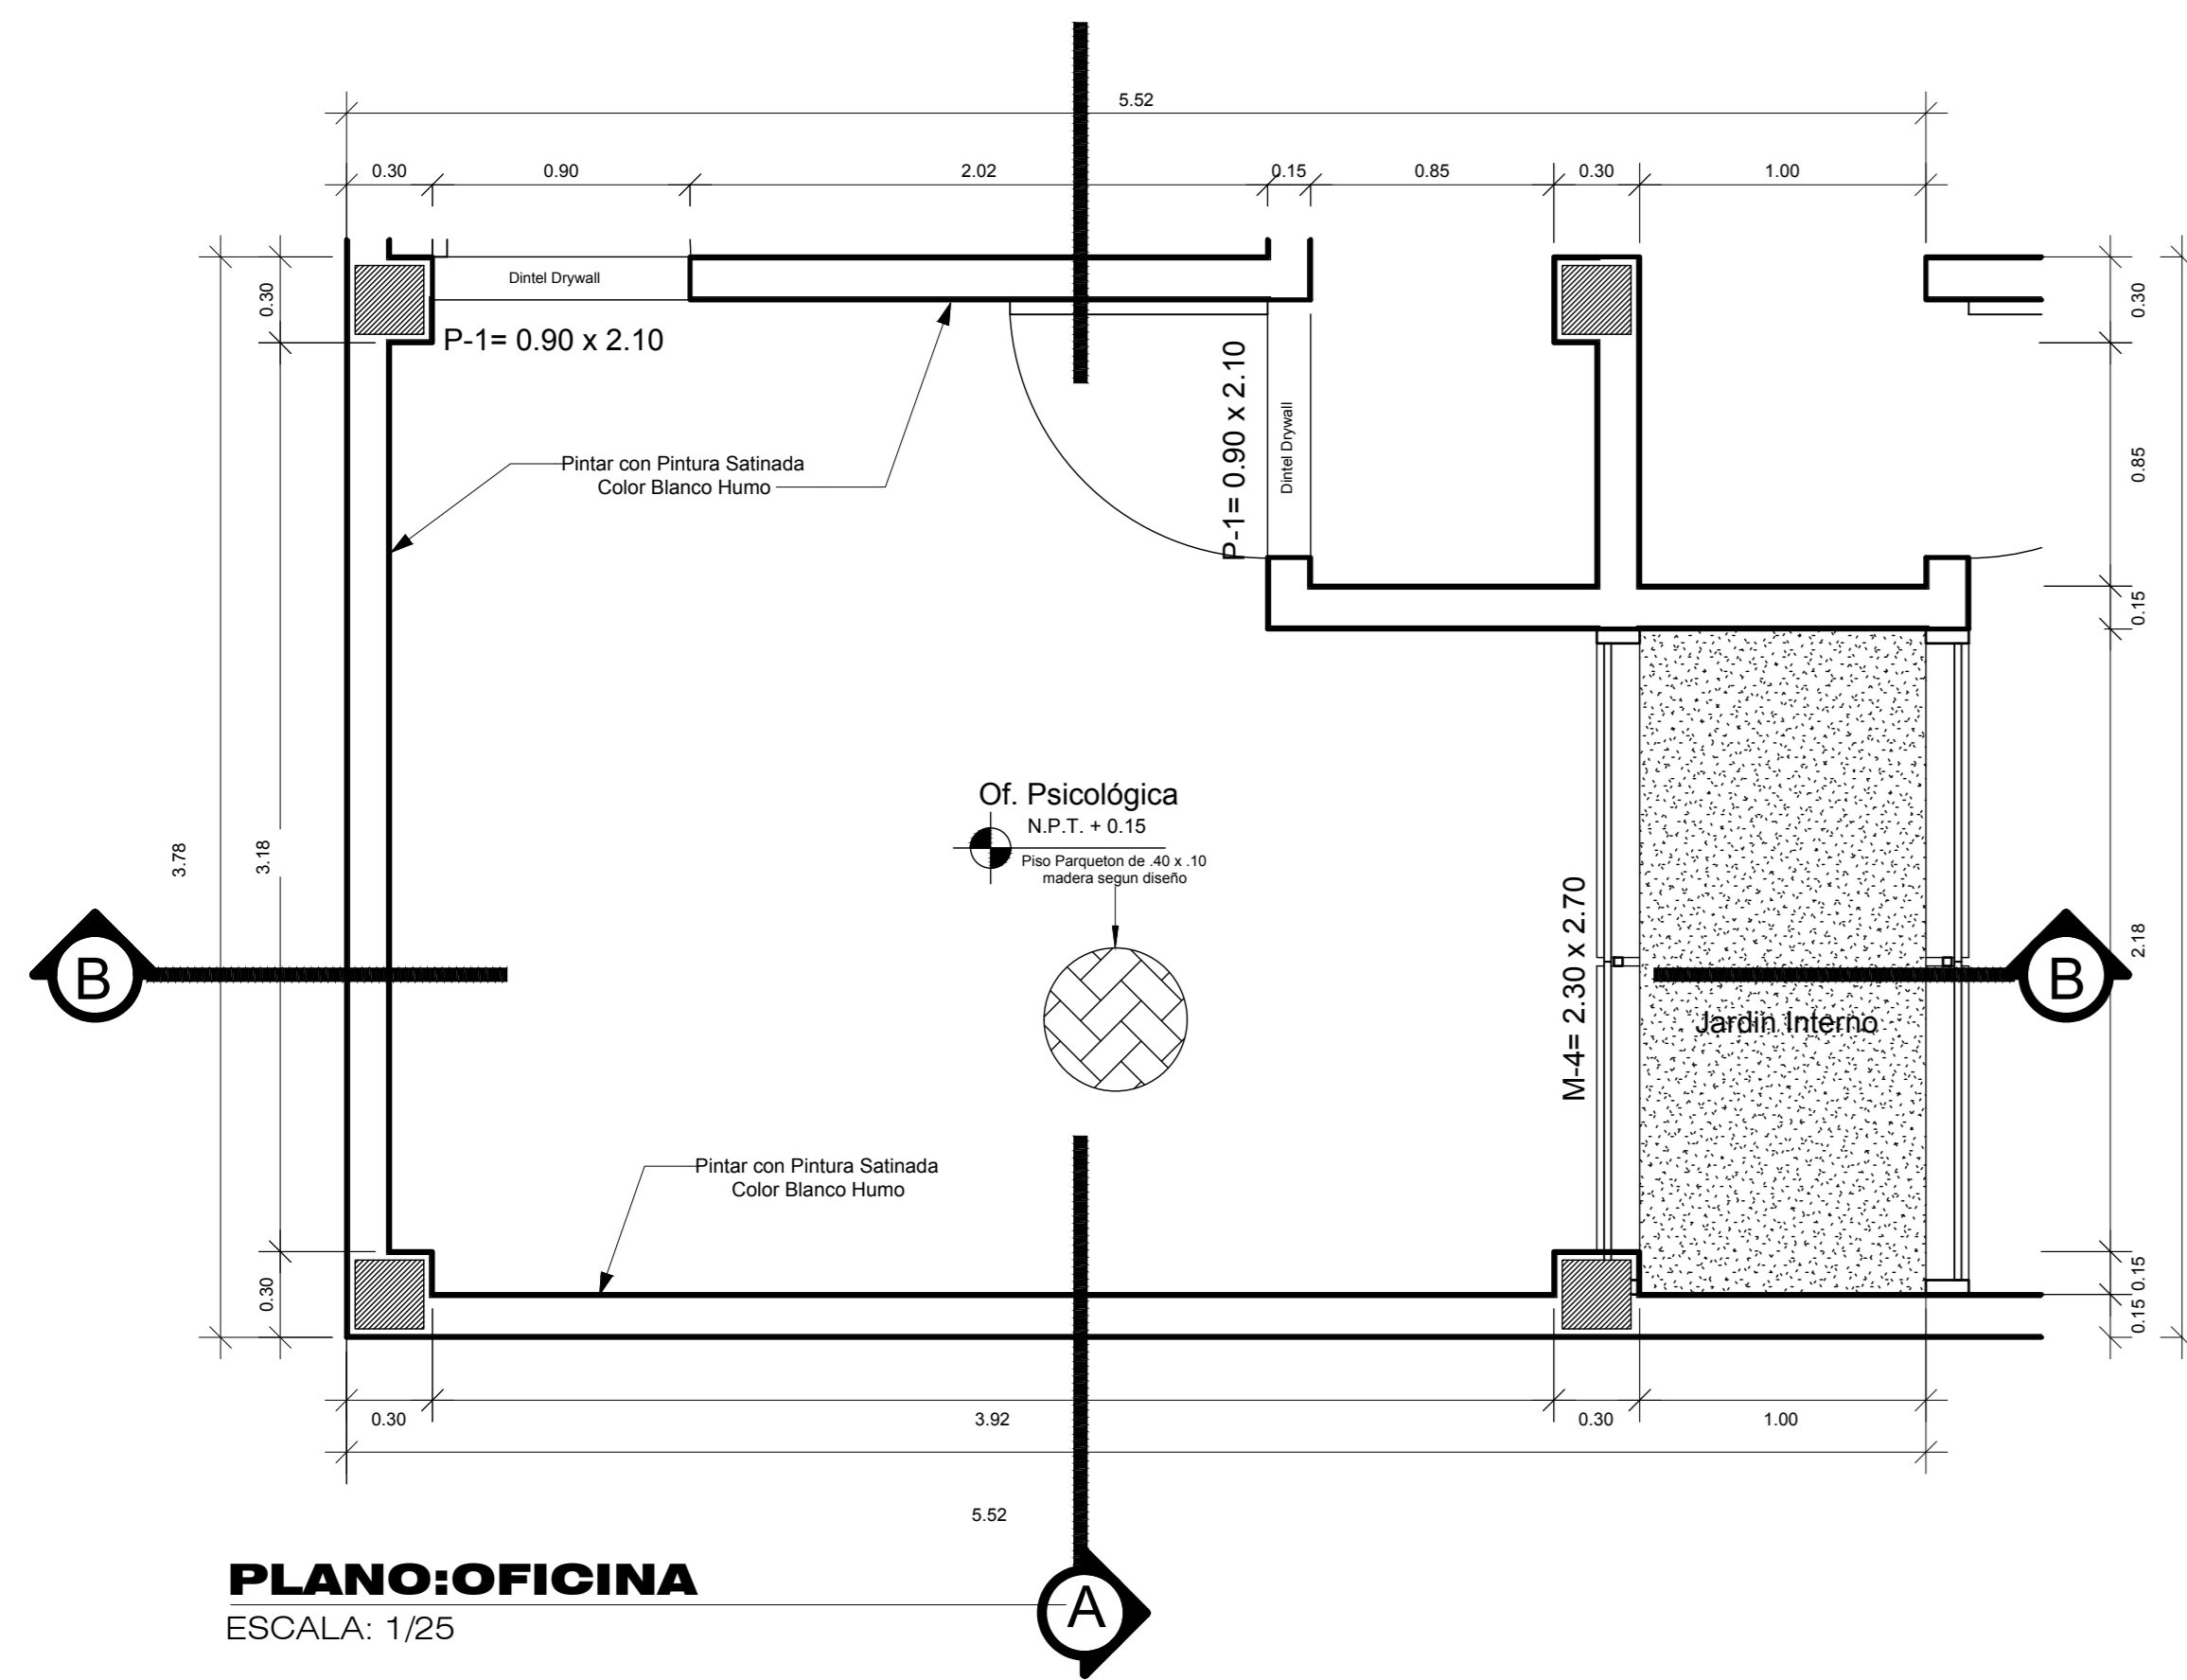 5.52
0.30
0.90
2.02
0.15
0.85
0.30
1.00
Dintel Drywall
0.30
0.30
P-1= 0.90 x 2.10
P-1= 0.90 x 2.10
Dintel Drywall
Pintar con Pintura Satinada
Color Blanco Humo
0.85
0.15
Of. Psicológica
N.P.T. + 0.15
Piso Parqueton de .40 x .10
madera segun diseño
3.78
3.18
M-4= 2.30 x 2.70
2.18
B
B
Jardin Interno
Pintar con Pintura Satinada
Color Blanco Humo
0.30
0.15
0.15
0.30
3.92
0.30
1.00
5.52
PLANO:OFICINA
ESCALA: 1/25
A